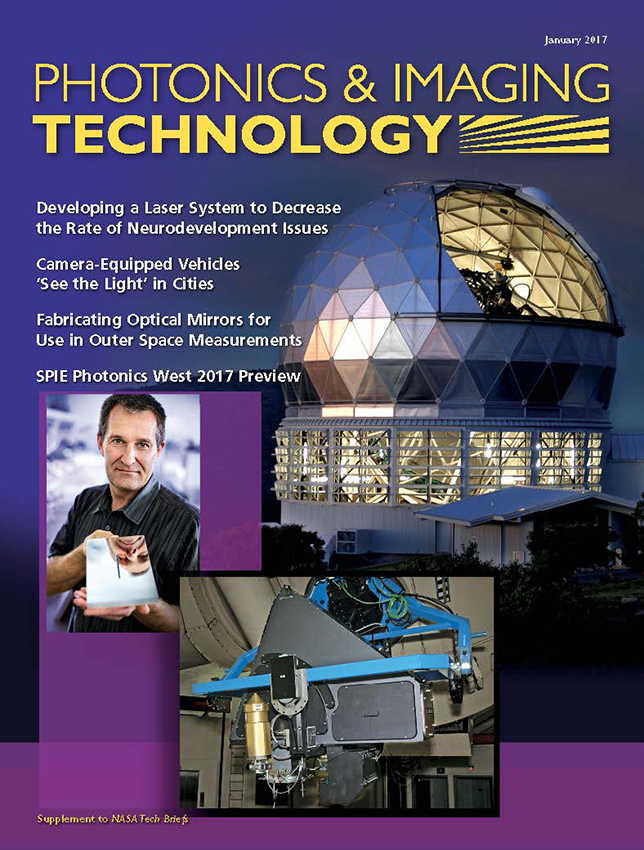 January 2017
PHOTONICS & IMAGING
TECHNOLOGY
Developing a Laser System to Decrease
the Rate of Neurodevelopment Issues
Camera-Equipped Vehicles
‘See the Light’ in Cities
Fabricating Optical Mirrors for
Use in Outer Space Measurements
SPIE Photonics West 2017 Preview
Supplement to NASA Tech Briefs